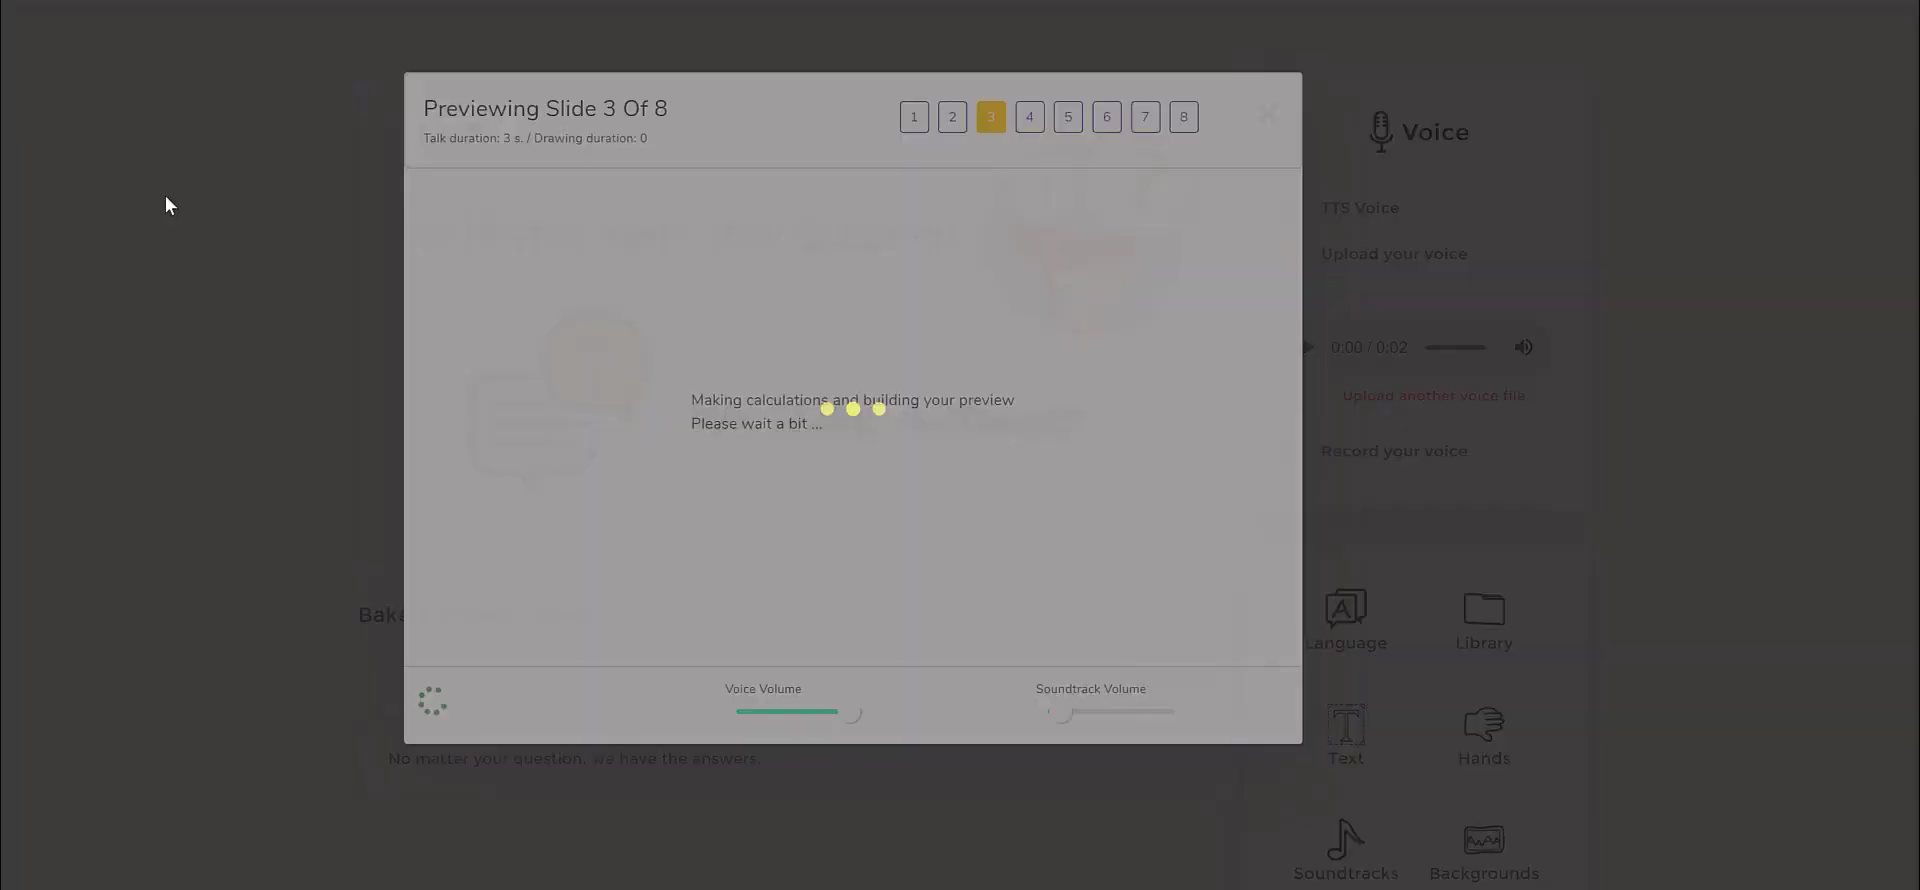 Previewing Slide 3 Of 8
Talk duration: 3 s. / Drawing duration: 0
1 2 3 4 5 6 7 8
Making calculations and building your preview
Please wait a bit ...
Voice Volume
Soundtrack Volume
Voice
TTS Voice
Upload your voice
0:00 / 0:02
Upload another voice file
Record your voice
Bake
No matter your question, we have the answers.
Language
Library
Text
Hands
Soundtracks
Backgrounds